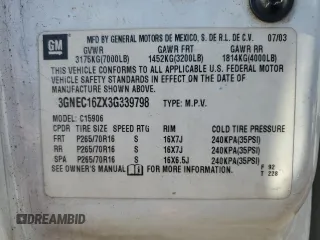 GM
MFD BY GENERAL MOTORS DE MEXICO, S. DE R.L. DE C.V. 07/03
GVWR GAWR FRT GAWR RR
3175KG(7000LB) 1452KG(3200LB) 1814KG(4000LB)
THIS VEHICLE CONFORMS TO ALL APPLICABLE U.S. FEDERAL MOTOR
VEHICLE SAFETY STANDARDS IN EFFECT ON THE DATE OF
MANUFACTURE SHOWN ABOVE.
3GNEC16ZX3G339798 TYPE: M.P.V.
MODEL: C15906
CPOR TIRE SIZE SPEED RTG RIM COLD TIRE PRESSURE
FRT P265/70R16 S 16X7J 240KPA(35PSI)
RR P265/70R16 S 16X7J 240KPA(35PSI)
SPA P265/70R16 S 16X6.5J 240KPA(35PSI)
SEE OWNER'S MANUAL FOR MORE INFORMATION. P 92
T 228
DREAMBID